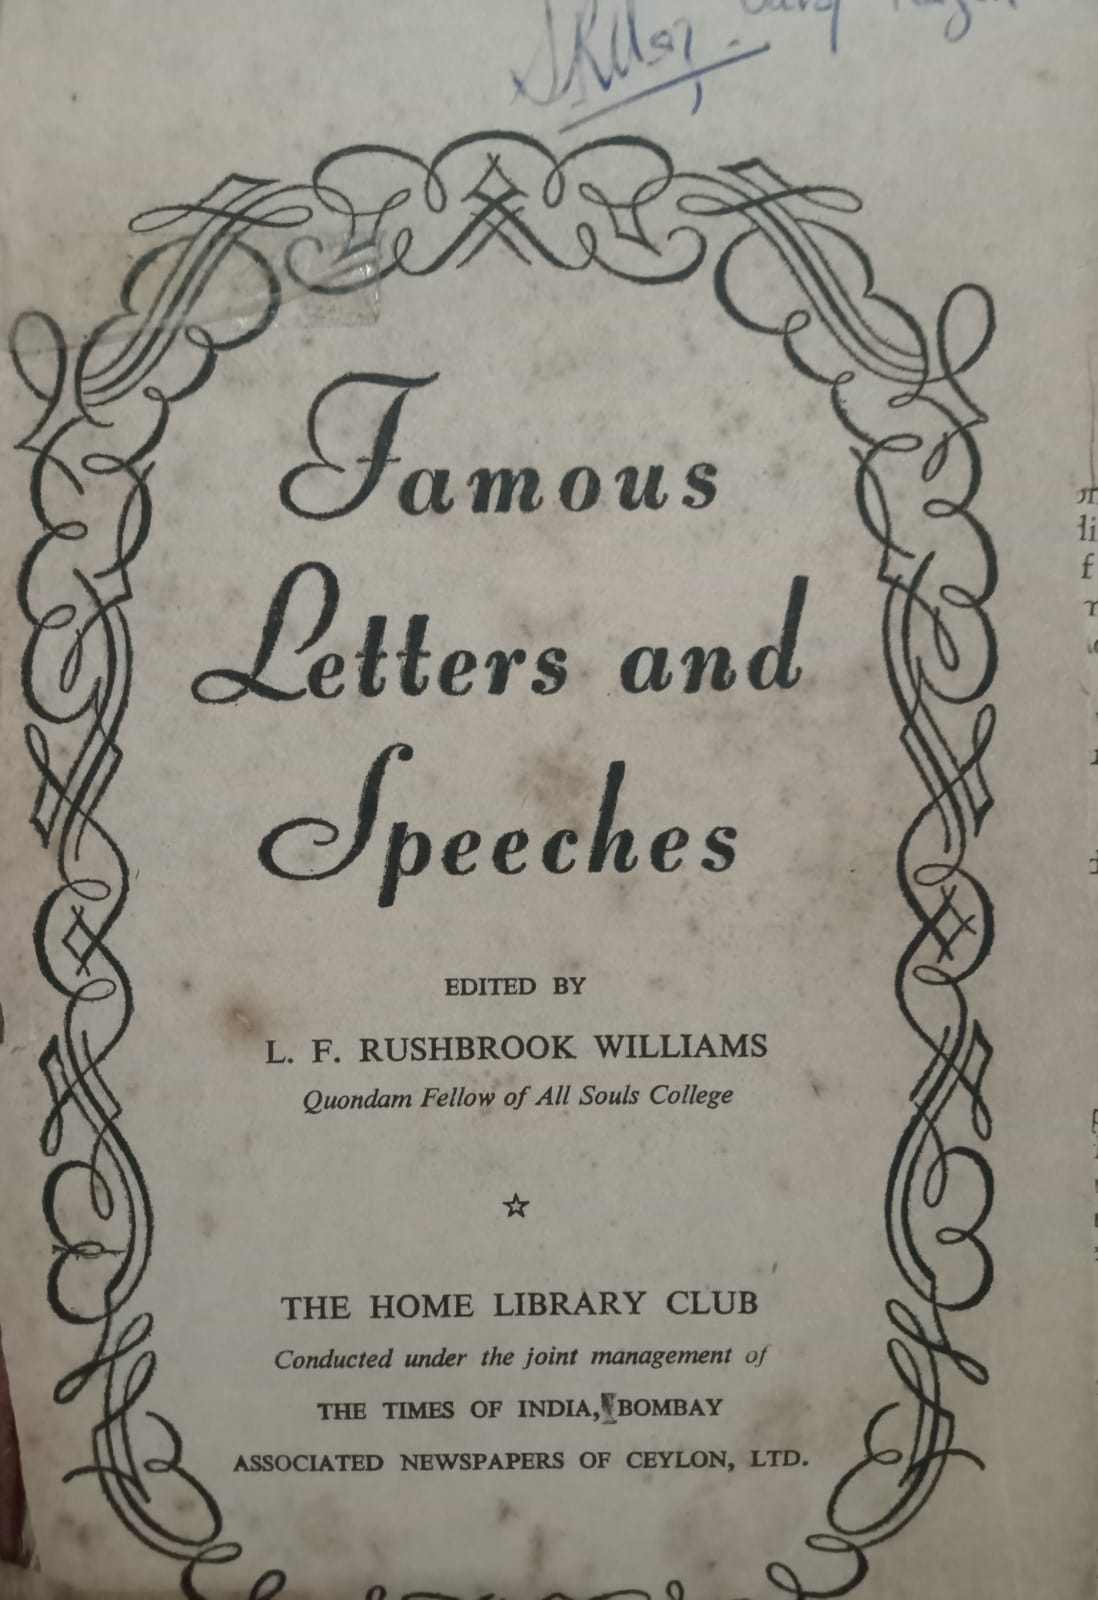 Famous
Letters and
Speeches
EDITED BY
L. F. RUSHBROOK WILLIAMS
Quondam Fellow of All Souls College
☆
THE HOME LIBRARY CLUB
Conducted under the joint management of
THE TIMES OF INDIA, BOMBAY
ASSOCIATED NEWSPAPERS OF CEYLON, LTD.